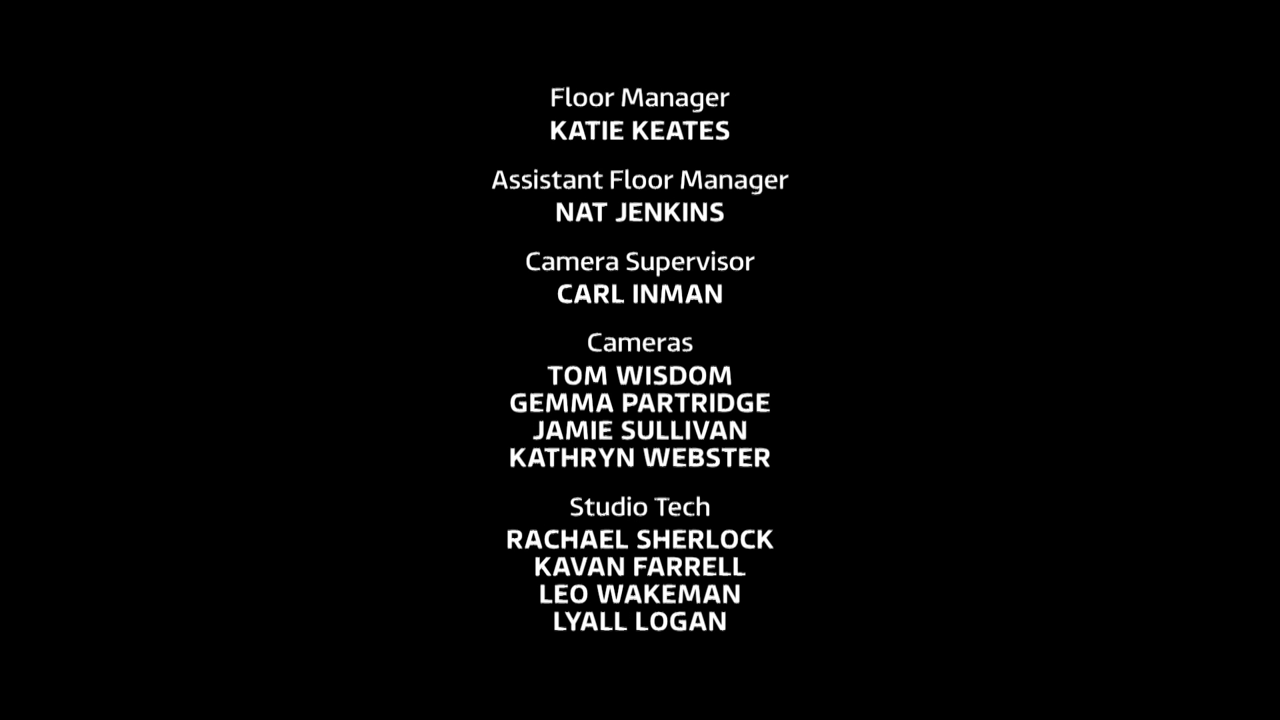 Floor Manager
KATIE KEATES
Assistant Floor Manager
NAT JENKINS
Camera Supervisor
CARL INMAN
Cameras
TOM WISDOM
GEMMA PARTRIDGE
JAMIE SULLIVAN
KATHRYN WEBSTER
Studio Tech
RACHAEL SHERLOCK
KAVAN FARRELL
LEO WAKEMAN
LYALL LOGAN